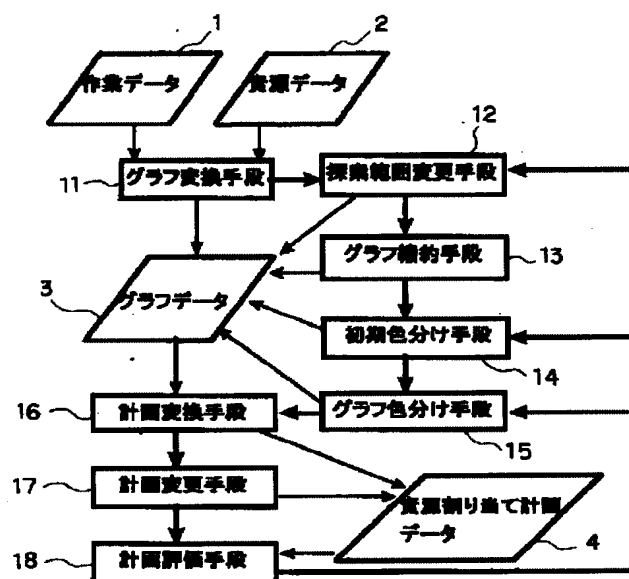 1
2
作業データ
資源データ
12
11
グラフ変換手段
探索範囲変更手段
グラフ縮約手段
13
3
グラフデータ
初期色分け手段
14
16
計画変換手段
グラフ色分け手段
15
17
計画変更手段
資源割り当て計画
データ
4
18
計画評価手段